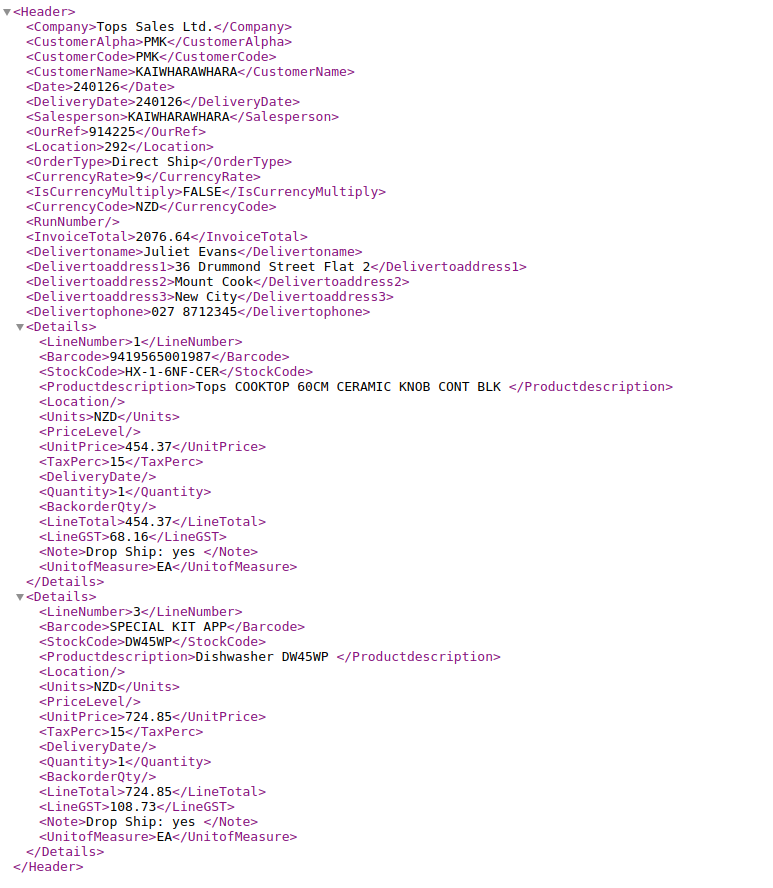 <Header>
<Company>Tops Sales Ltd.</Company>
<CustomerAlpha>PMK</CustomerAlpha>
<CustomerCode>PMK</CustomerCode>
<CustomerName>KAIWHARAWHARA</CustomerName>
<Date>240126</Date>
<DeliveryDate>240126</DeliveryDate>
<Salesperson>KAIWHARAWHARA</Salesperson>
<OurRef>914225</OurRef>
<Location>292</Location>
<OrderType>Direct Ship</OrderType>
<CurrencyRate>9</CurrencyRate>
<IsCurrencyMultiply>FALSE</IsCurrencyMultiply>
<CurrencyCode>NZD</CurrencyCode>
<RunNumber/>
<InvoiceTotal>2076.64</InvoiceTotal>
<Delivertoname>Juliet Evans</Delivertoname>
<Delivertoaddress1>36 Drummond Street Flat 2</Delivertoaddress1>
<Delivertoaddress2>Mount Cook</Delivertoaddress2>
<Delivertoaddress3>New City</Delivertoaddress3>
<Delivertophone>027 8712345</Delivertophone>
<Details>
<LineNumber>1</LineNumber>
<Barcode>9419565001987</Barcode>
<StockCode>HX-1-6NF-CER</StockCode>
<Productdescription>Tops COOKTOP 60CM CERAMIC KNOB CONT BLK </Productdescription>
<Location/>
<Units>NZD</Units>
<PriceLevel/>
<UnitPrice>454.37</UnitPrice>
<TaxPerc>15</TaxPerc>
<DeliveryDate/>
<Quantity>1</Quantity>
<BackorderQty/>
<LineTotal>454.37</LineTotal>
<LineGST>68.16</LineGST>
<Note>Drop Ship: yes </Note>
<UnitofMeasure>EA</UnitofMeasure>
</Details>
<Details>
<LineNumber>3</LineNumber>
<Barcode>SPECIAL KIT APP</Barcode>
<StockCode>DW45WP</StockCode>
<Productdescription>Dishwasher DW45WP </Productdescription>
<Location/>
<Units>NZD</Units>
<PriceLevel/>
<UnitPrice>724.85</UnitPrice>
<TaxPerc>15</TaxPerc>
<DeliveryDate/>
<Quantity>1</Quantity>
<BackorderQty/>
<LineTotal>724.85</LineTotal>
<LineGST>108.73</LineGST>
<Note>Drop Ship: yes </Note>
<UnitofMeasure>EA</UnitofMeasure>
</Details>
</Header>